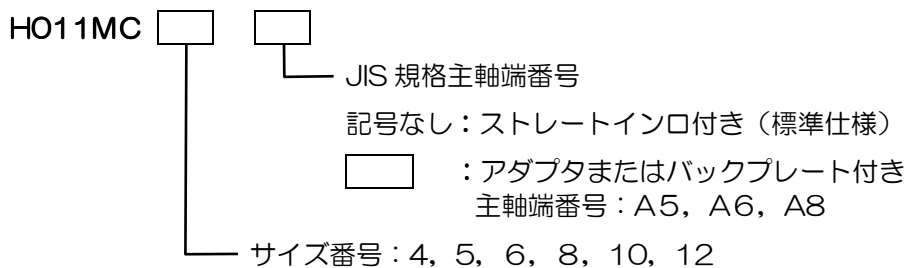 HO11MC
JIS 規格主軸端番号
記号なし：ストレートインロ付き（標準仕様）
：アダプタまたはバックプレート付き
主軸端番号：A5，A6，A8
サイズ番号：4，5，6，8，10，12